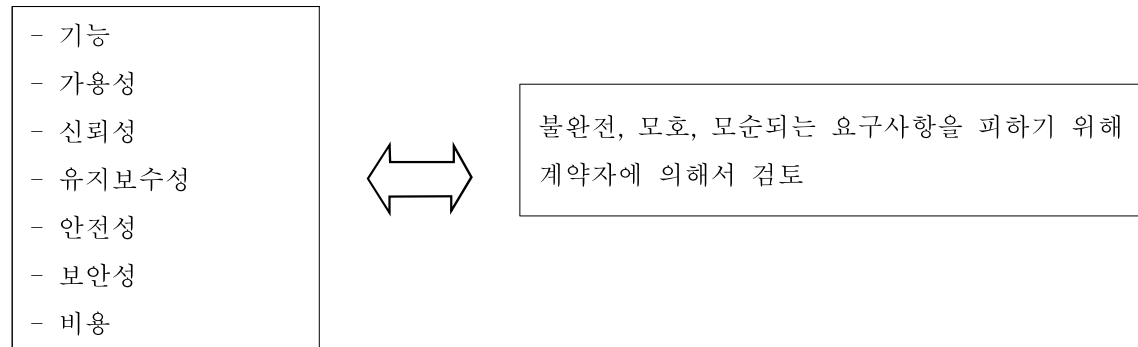 - 기능
- 가용성
- 신뢰성
- 유지보수성
- 안전성
- 보안성
- 비용
불완전, 모호, 모순되는 요구사항을 피하기 위해
계약자에 의해서 검토